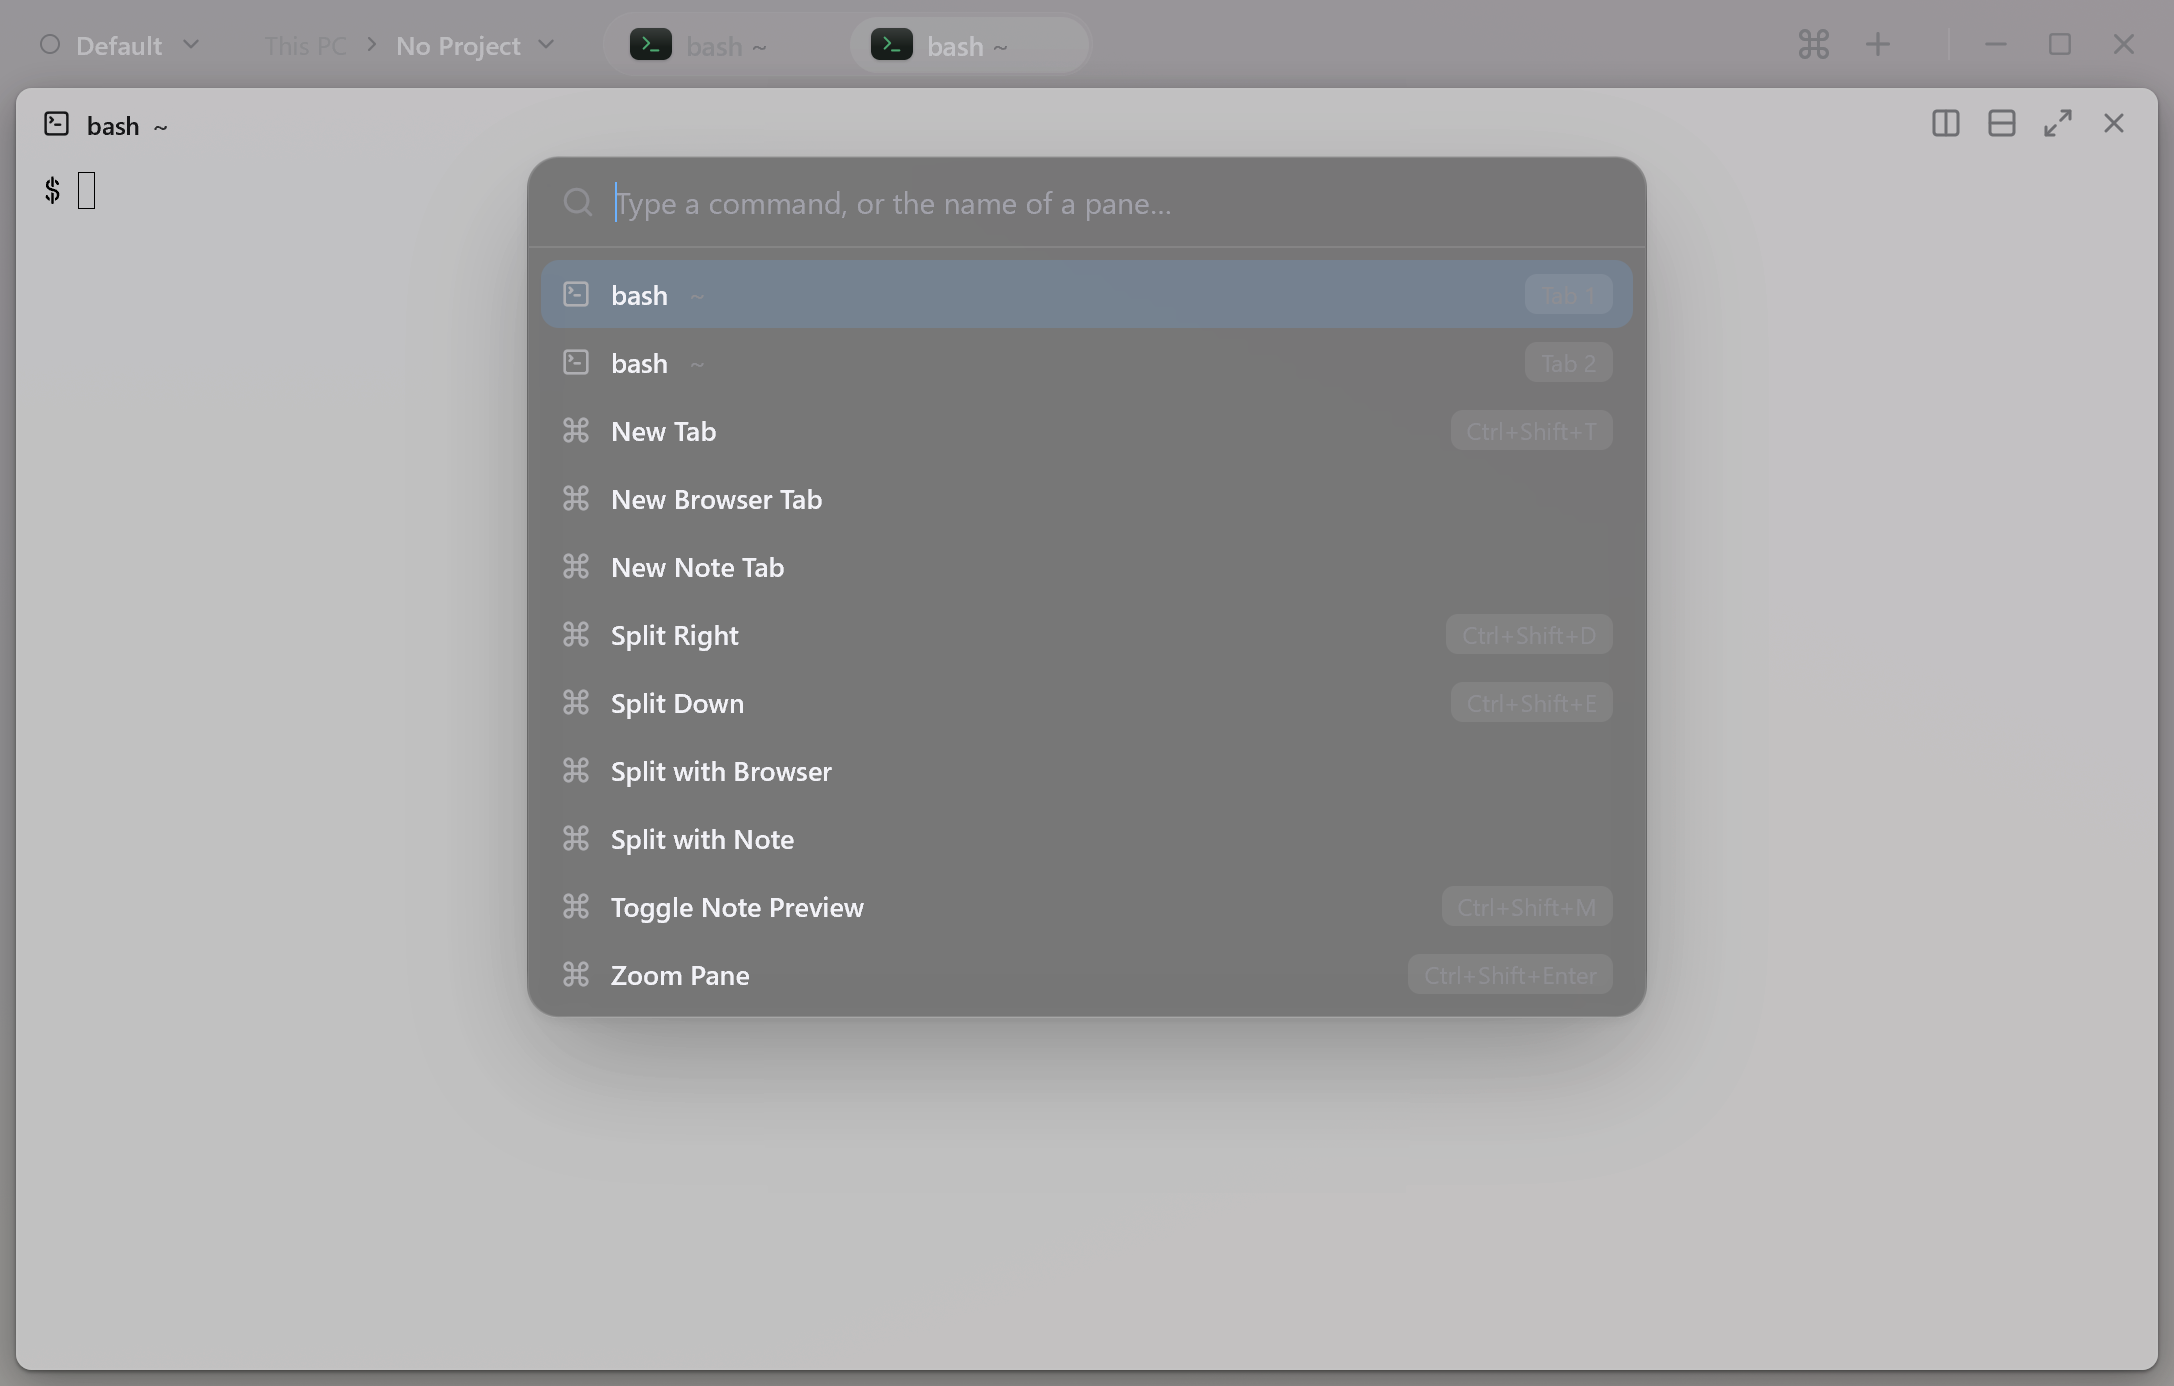 Default This PC > No Project bash ~ bash ~
bash ~
$
Type a command, or the name of a pane...
bash ~ Tab 1
bash ~ Tab 2
New Tab Ctrl+Shift+T
New Browser Tab
New Note Tab
Split Right Ctrl+Shift+D
Split Down Ctrl+Shift+E
Split with Browser
Split with Note
Toggle Note Preview Ctrl+Shift+M
Zoom Pane Ctrl+Shift+Enter